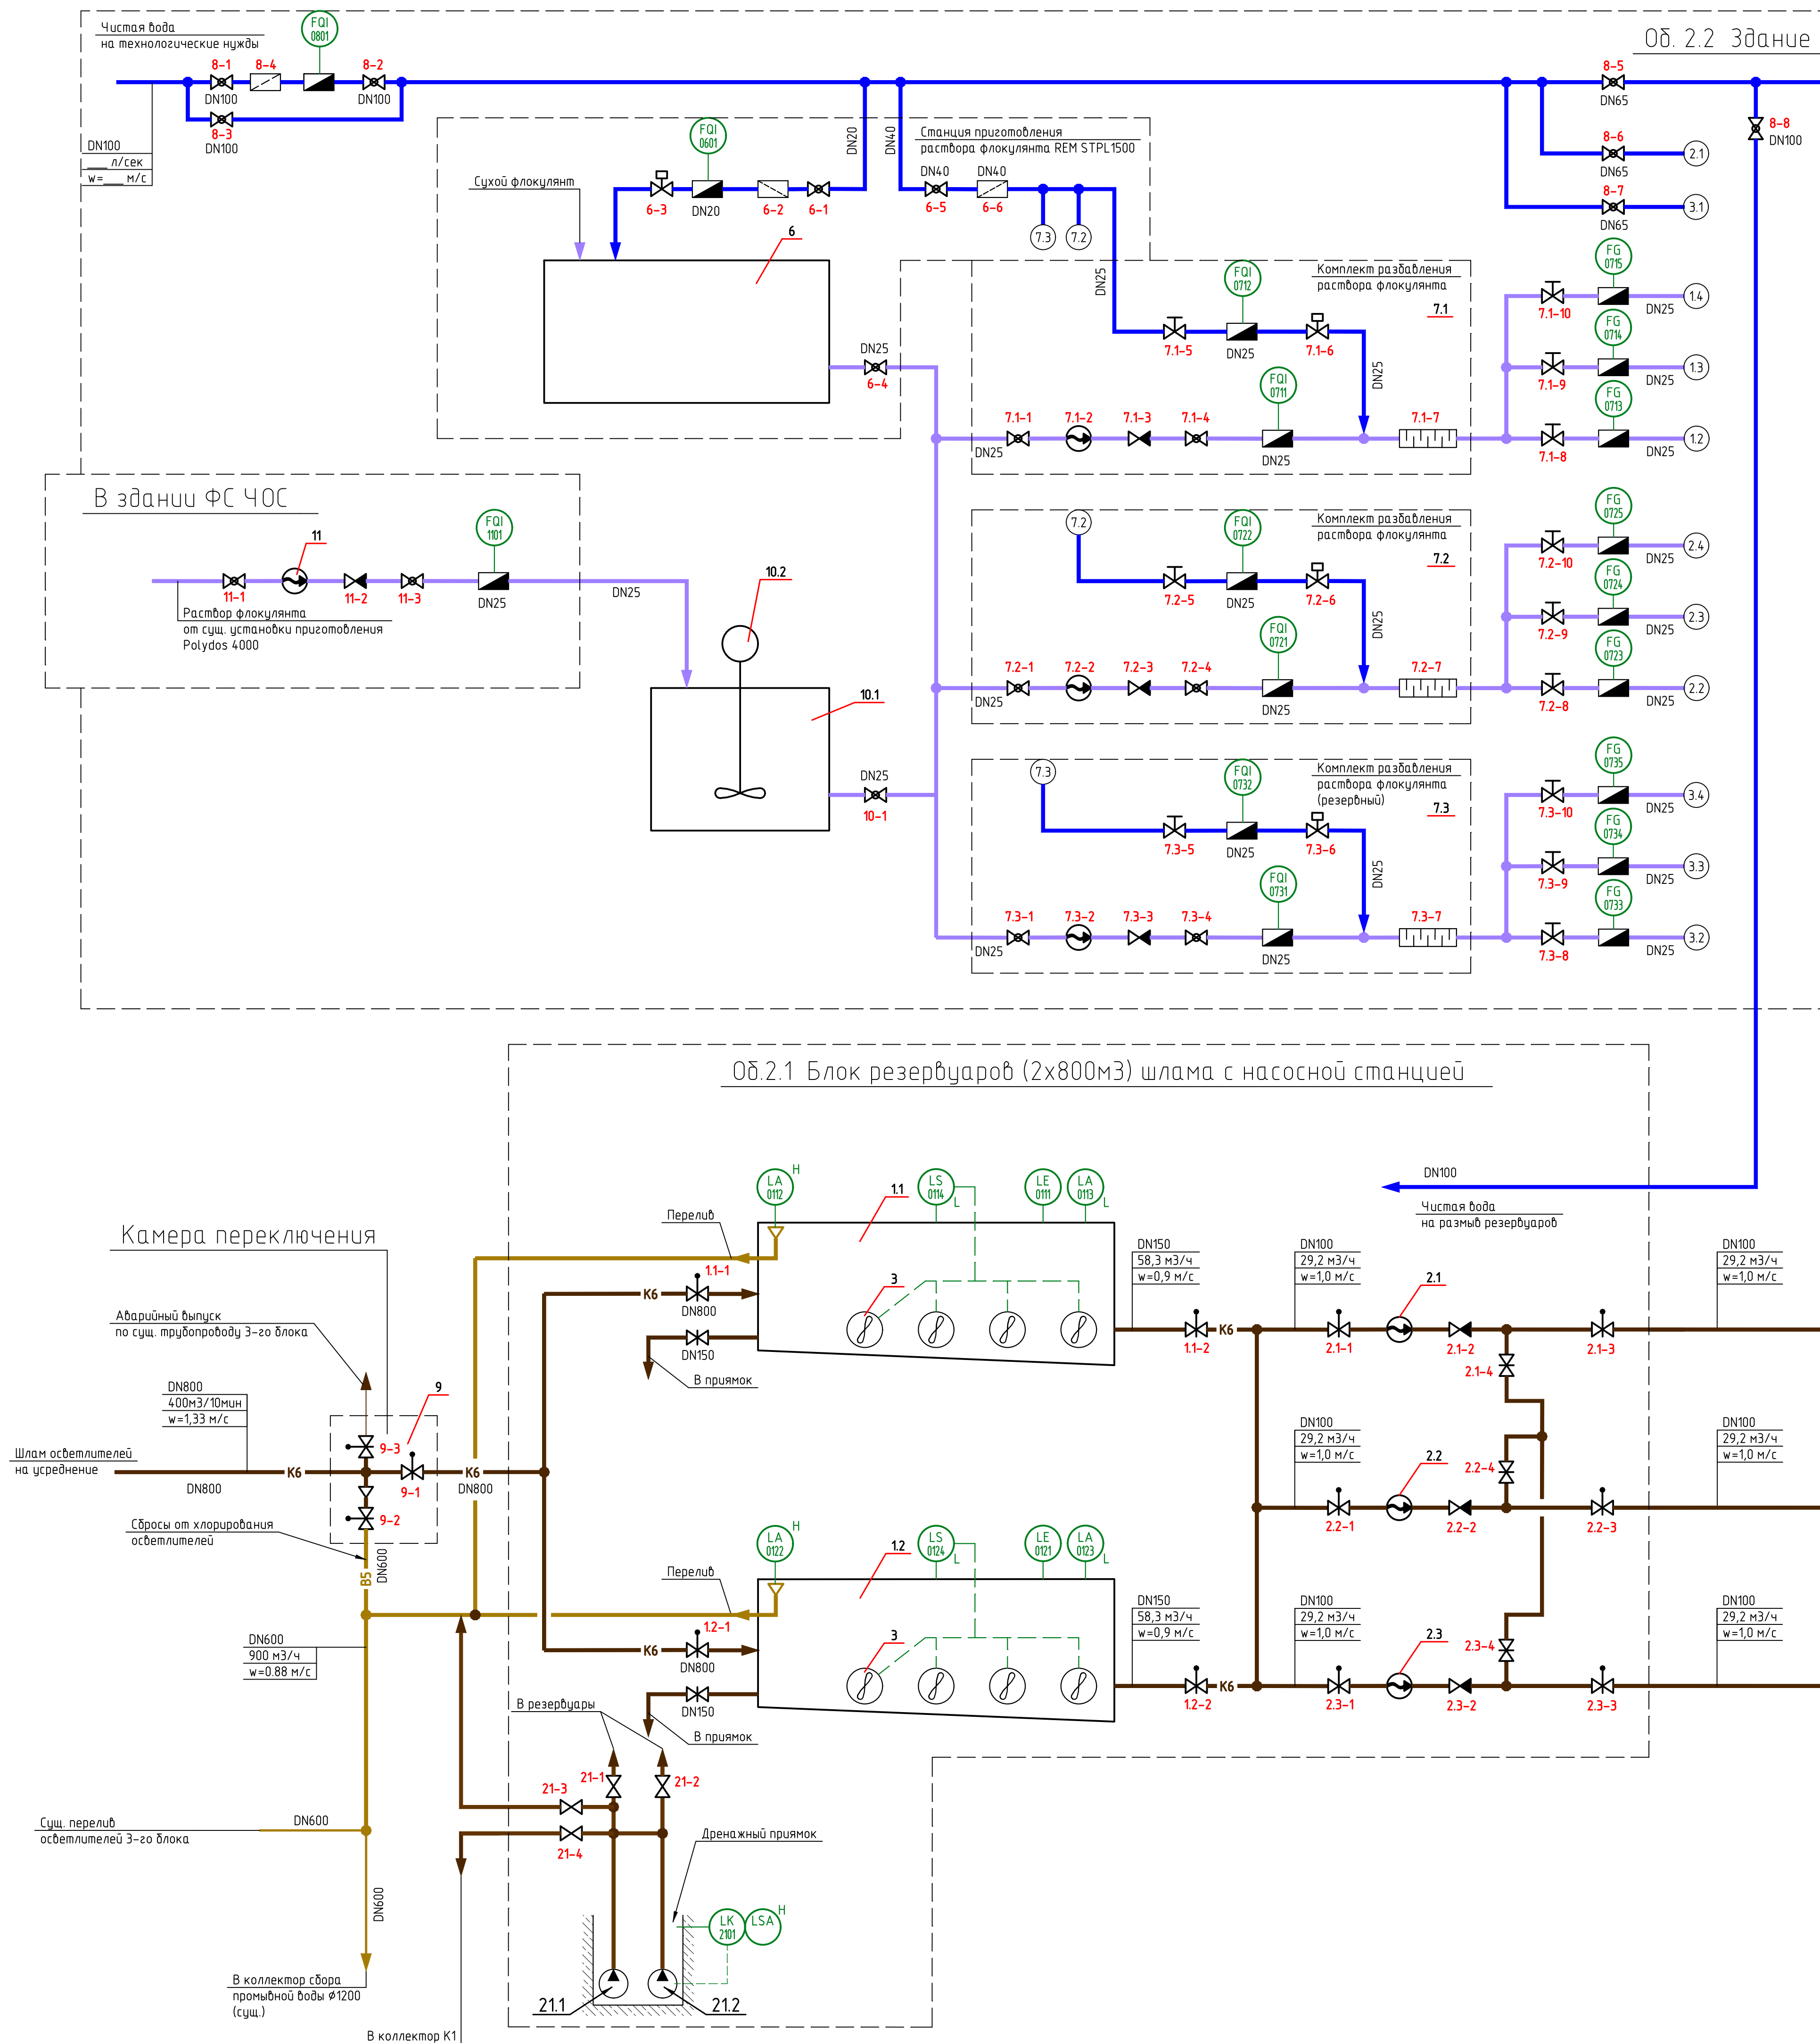 Чистая вода
на технологические нужды
FQI
0801
8-1
8-4
8-2
DN100
DN100
8-3
DN100
DN100
___ л/сек
w=___ м/с
Об. 2.2 Здание
8-5
DN65
8-6
DN65
2.1
8-7
DN65
3.1
8-8
DN100
DN20
DN40
Станция приготовления
раствора флокулянта REM STPL1500
FQI
0601
Сухой флокулянт
6-3
DN20
6-2
6-1
DN40
DN40
6-5
6-6
7.3
7.2
6
DN25
6-4
DN25
Комплект разбавления
раствора флокулянта
7.1
FQI
0712
7.1-5
DN25
7.1-6
DN25
FQI
0711
7.1-1
7.1-2
7.1-3
7.1-4
7.1-7
DN25
DN25
FG
0715
7.1-10
DN25
1.4
FG
0714
7.1-9
DN25
1.3
FG
0713
7.1-8
DN25
1.2
В здании ФС ЧОС
11
FQI
1101
11-1
11-2
11-3
DN25
DN25
Раствор флокулянта
от сущ. установки приготовления
Polydos 4000
10.2
10.1
DN25
10-1
7.2
FQI
0722
Комплект разбавления
раствора флокулянта
7.2
7.2-5
DN25
7.2-6
DN25
FQI
0721
7.2-1
7.2-2
7.2-3
7.2-4
7.2-7
DN25
DN25
FG
0725
7.2-10
DN25
2.4
FG
0724
7.2-9
DN25
2.3
FG
0723
7.2-8
DN25
2.2
7.3
FQI
0732
Комплект разбавления
раствора флокулянта
(резервный)
7.3
7.3-5
DN25
7.3-6
DN25
FQI
0731
7.3-1
7.3-2
7.3-3
7.3-4
7.3-7
DN25
DN25
FG
0735
7.3-10
DN25
3.4
FG
0734
7.3-9
DN25
3.3
FG
0733
7.3-8
DN25
3.2
Об.2.1 Блок резервуаров (2х800м3) шлама с насосной станцией
DN100
Чистая вода
на размыв резервуаров
LA
0112
H
LS
0114
L
LE
0111
LA
0113
L
1.1
3
Перелив
1.1-1
К6
DN800
DN150
В приямок
DN150
58,3 м3/ч
w=0,9 м/с
1.1-2
К6
DN100
29,2 м3/ч
w=1,0 м/с
2.1
2.1-1
2.1-2
2.1-3
2.1-4
DN100
29,2 м3/ч
w=1,0 м/с
Камера переключения
Аварийный выпуск
по сущ. трубопроводу 3-го блока
DN800
400м3/10мин
w=1,33 м/с
9
9-3
9-1
9-2
Шлам осветлителей
на усреднение
DN800
К6
К6
DN800
Сбросы от хлорирования
осветлителей
В5
DN600
DN100
29,2 м3/ч
w=1,0 м/с
2.2
2.2-4
2.2-1
2.2-2
2.2-3
DN100
29,2 м3/ч
w=1,0 м/с
LA
0122
H
LS
0124
L
LE
0121
LA
0123
L
1.2
3
Перелив
1.2-1
К6
DN800
DN150
В приямок
DN150
58,3 м3/ч
w=0,9 м/с
1.2-2
К6
DN100
29,2 м3/ч
w=1,0 м/с
2.3
2.3-4
2.3-1
2.3-2
2.3-3
DN100
29,2 м3/ч
w=1,0 м/с
DN600
900 м3/ч
w=0.88 м/с
В резервуары
21-3
21-1
21-2
21-4
Сущ. перелив
осветлителей 3-го блока
DN600
DN600
Дренажный приямок
LK
2101
LSA
H
21.1
21.2
В коллектор сбора
промывной воды ∅1200
(сущ.)
В коллектор К1